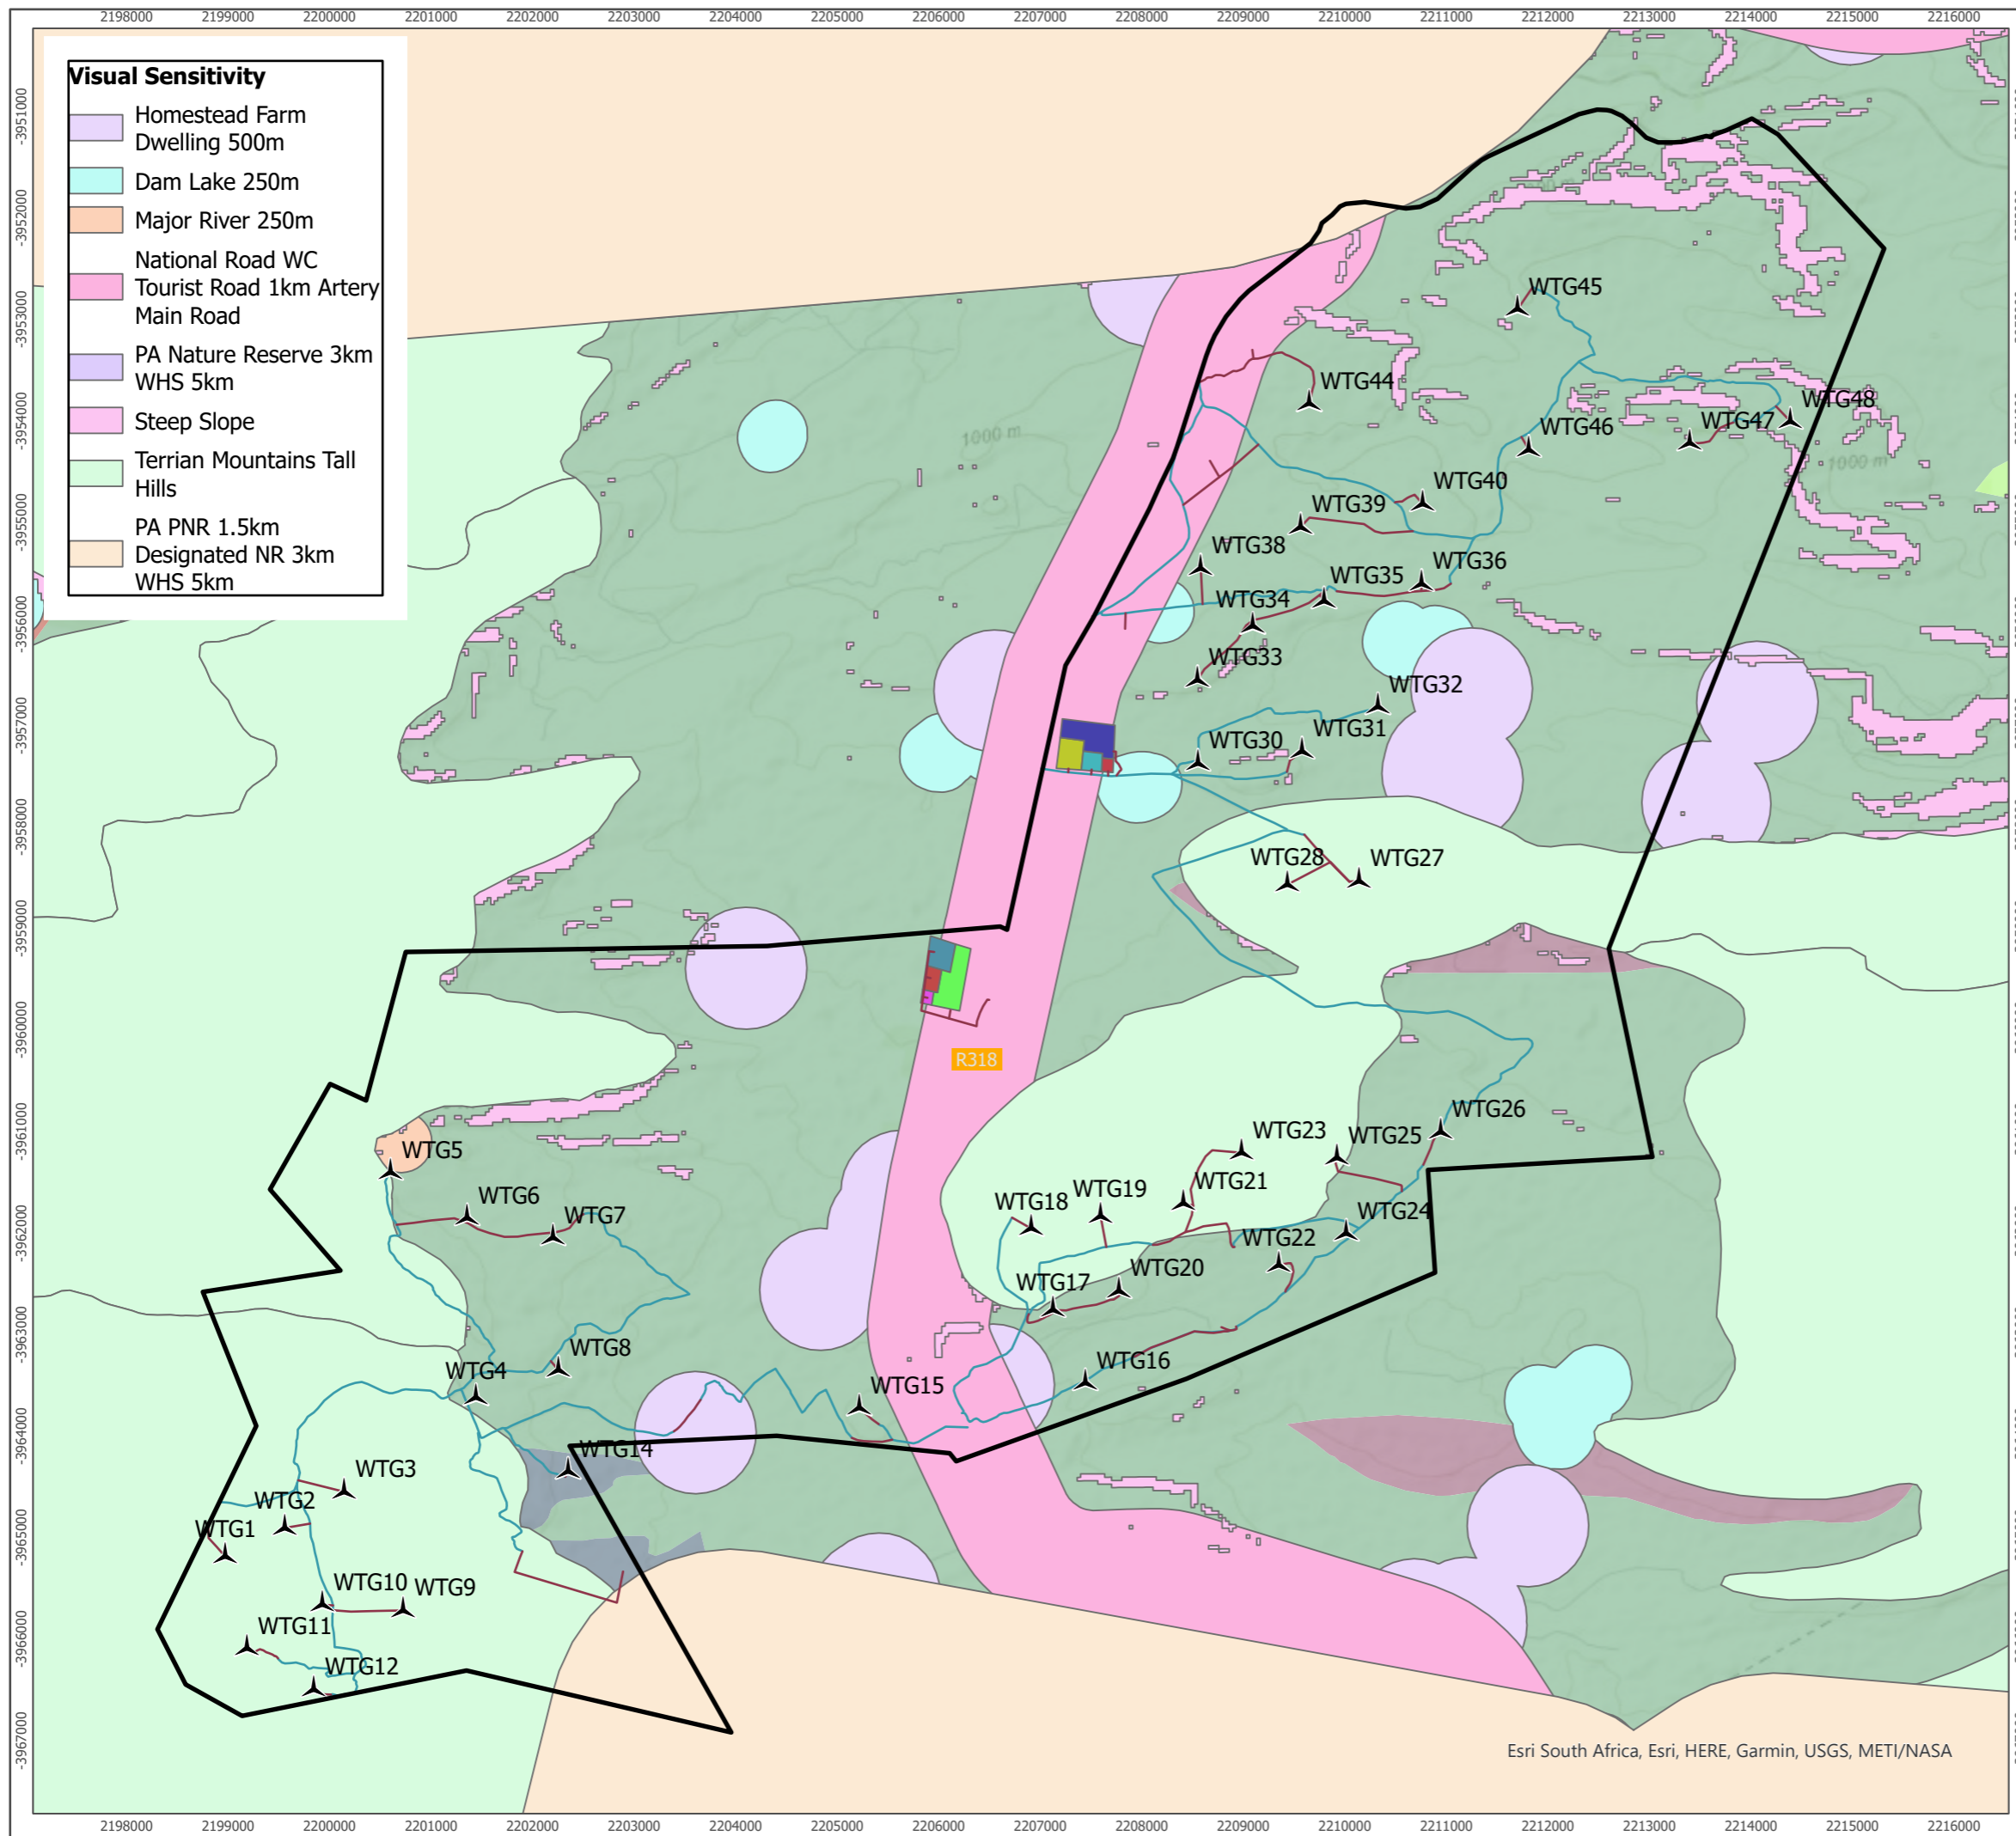 2198000 2199000 2200000 2201000 2202000 2203000 2204000 2205000 2206000 2207000 2208000 2209000 2210000 2211000 2212000 2213000 2214000 2215000 2216000
Visual Sensitivity
Homestead Farm
Dwelling 500m
Dam Lake 250m
Major River 250m
National Road WC
Tourist Road 1km Artery
Main Road
PA Nature Reserve 3km
WHS 5km
Steep Slope
Terrian Mountains Tall
Hills
PA PNR 1.5km
Designated NR 3km
WHS 5km
-3951000
-3952000
-3953000
-3954000
-3955000
-3956000
-3957000
-3958000
-3959000
-3960000
-3961000
-3962000
-3963000
-3964000
-3965000
-3966000
-3967000
WTG45
WTG44
WTG48
WTG47
WTG46
1000 m
1000 m
WTG40
WTG39
WTG38
WTG36
WTG35
WTG34
WTG33
WTG32
WTG31
WTG30
WTG28
WTG27
R318
WTG26
WTG23
WTG25
WTG5
WTG21
WTG19
WTG18
WTG6
WTG7
WTG24
WTG22
WTG20
WTG17
WTG8
WTG16
WTG4
WTG15
WTG14
WTG3
WTG2
WTG1
WTG10
WTG9
WTG11
WTG12
Esri South Africa, Esri, HERE, Garmin, USGS, METI/NASA
2198000 2199000 2200000 2201000 2202000 2203000 2204000 2205000 2206000 2207000 2208000 2209000 2210000 2211000 2212000 2213000 2214000 2215000 2216000